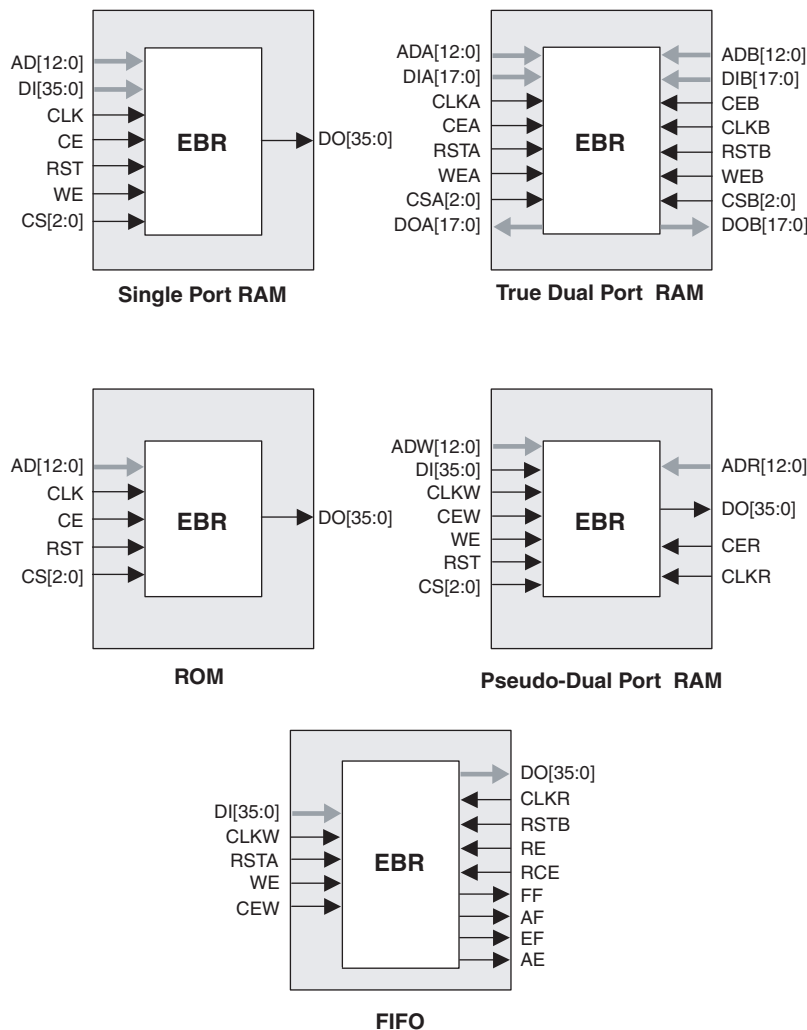 AD[12:0]
DI[35:0]
CLK
CE
RST
WE
CS[2:0]
EBR
DO[35:0]
Single Port RAM
ADA[12:0]
DIA[17:0]
CLKA
CEA
RSTA
WEA
CSA[2:0]
DOA[17:0]
EBR
ADB[12:0]
DIB[17:0]
CEB
CLKB
RSTB
WEB
CSB[2:0]
DOB[17:0]
True Dual Port RAM
AD[12:0]
CLK
CE
RST
CS[2:0]
EBR
DO[35:0]
ROM
ADW[12:0]
DI[35:0]
CLKW
CEW
WE
RST
CS[2:0]
EBR
ADR[12:0]
DO[35:0]
CER
CLKR
Pseudo-Dual Port RAM
DI[35:0]
CLKW
RSTA
WE
CEW
EBR
DO[35:0]
CLKR
RSTB
RE
RCE
FF
AF
EF
AE
FIFO